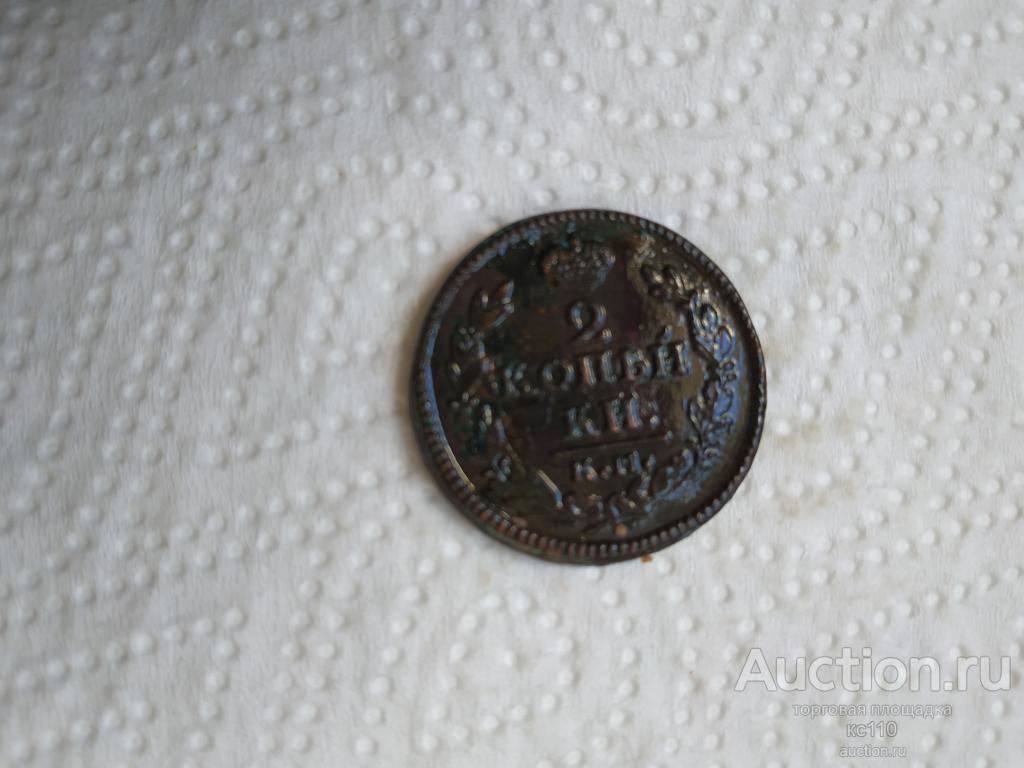 2
КОПѢЙ
КИ.
К.М.
Auction.ru
торговая площадка
кс110
auction.ru